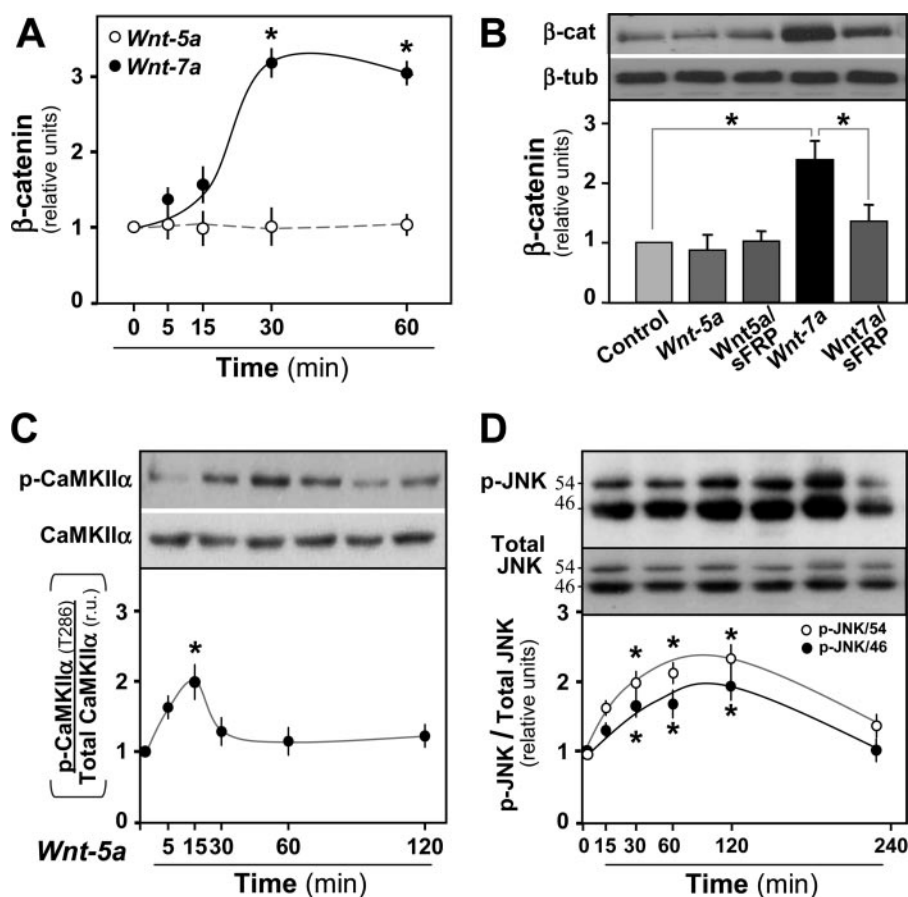 A
Wnt-5a
Wnt-7a
* *
3
2
1
0
β-catenin
(relative units)
0 5 15 30 60
Time (min)
B
β-cat
β-tub
* *
3
2
1
0
β-catenin
(relative units)
Control
Wnt-5a
Wnt5a/
sFRP
Wnt-7a
Wnt7a/
sFRP
C
p-CaMKIIα
CaMKIIα
3
2
1
0
p-CaMKIIα (T286)
Total CaMKIIα (r.u.)
*
Wnt-5a
5 15 30 60 120
Time (min)
D
p-JNK
54
46
Total
JNK
54
46
3
2
1
0
p-JNK / Total JNK
(relative units)
p-JNK/54
p-JNK/46
* * *
* * *
0 15 30 60 120 240
Time (min)